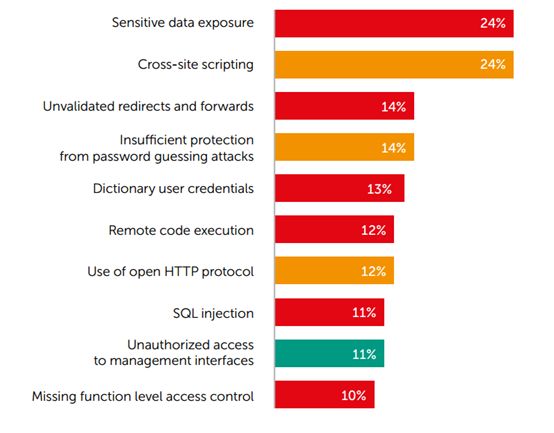 Sensitive data exposure 24%
Cross-site scripting 24%
Unvalidated redirects and forwards 14%
Insufficient protection
from password guessing attacks 14%
Dictionary user credentials 13%
Remote code execution 12%
Use of open HTTP protocol 12%
SQL injection 11%
Unauthorized access
to management interfaces 11%
Missing function level access control 10%